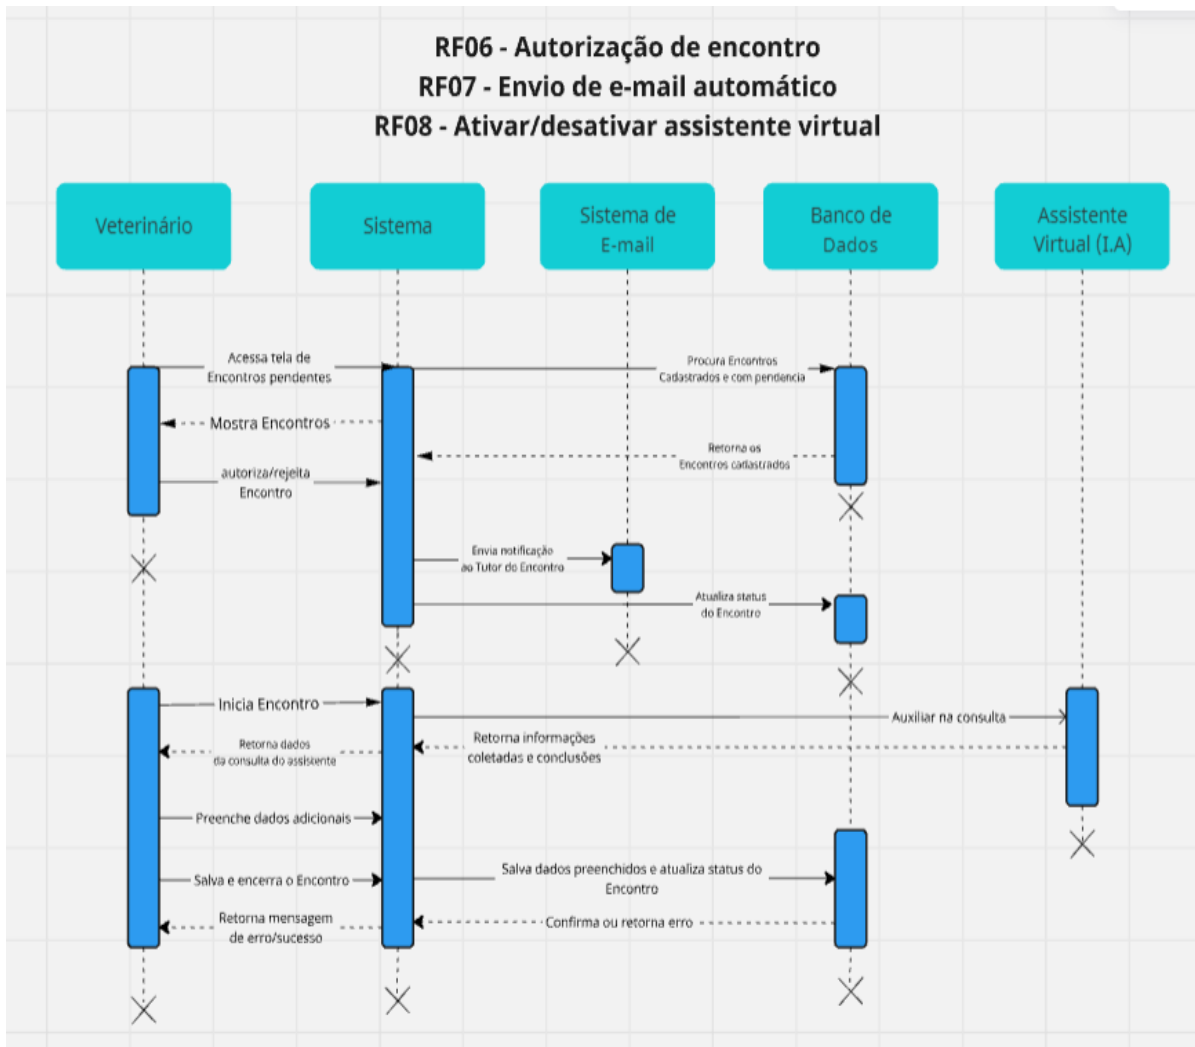 RF06 - Autorização de encontro
RF07 - Envio de e-mail automático
RF08 - Ativar/desativar assistente virtual
Veterinário
Sistema
Sistema de
E-mail
Banco de
Dados
Assistente
Virtual (I.A)
Acessa tela de
Encontros pendentes
Procura Encontros
Cadastrados e com pendencia
Mostra Encontros
Retorna os
Encontros cadastrados
autoriza/rejeita
Encontro
Envia notificação
ao Tutor do Encontro
Atualiza status
do Encontro
Inicia Encontro
Auxiliar na consulta
Retorna informações
coletadas e conclusões
Retorna dados
da consulta do assistente
Preenche dados adicionais
Salva e encerra o Encontro
Salva dados preenchidos e atualiza status do
Encontro
Retorna mensagem
de erro/sucesso
Confirma ou retorna erro